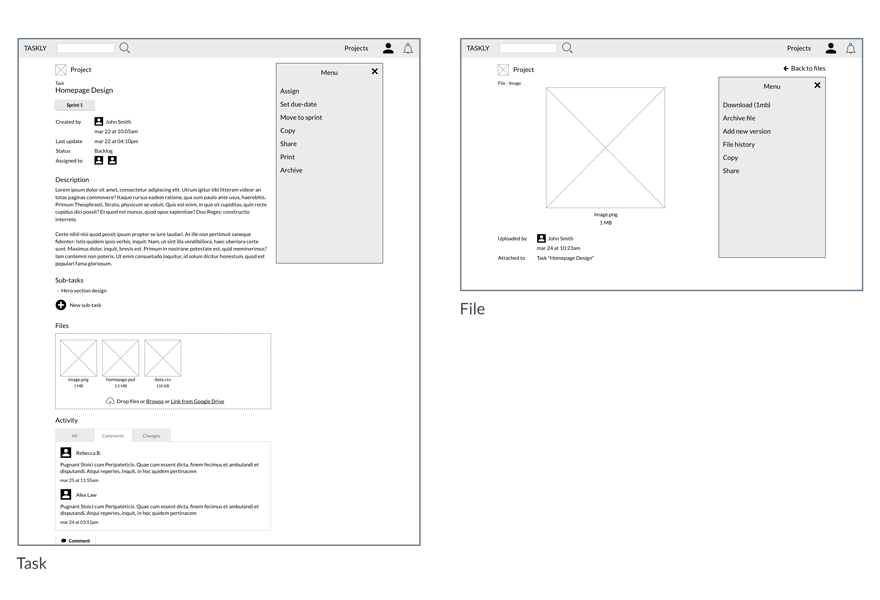 TASKLY
Projects
Project
Task
Homepage Design
Sprint 1
Created by
John Smith
mar 22 at 10:05am
Last update
mar 22 at 04:10pm
Status
Backlog
Assigned to
Menu
Assign
Set due-date
Move to sprint
Copy
Share
Print
Archive
Description
Lorem ipsum dolor sit amet, consectetur adipiscing elit. Utrum igitur tibi litteram videor an
totas paginas commovere? Itaque rursus eadem ratione, qua sum paulo ante usus, haerebitis.
Primum Theophrasti, Strato, physicum se voluit; Quis est enim, in quo sit cupiditas, quin recte
cupidus dici possit? Et quod est munus, quod opus sapientiae? Duo Reges: constructio
interrete.
Certe nihil nisi quod possit ipsum propter se iure laudari. At ille non pertimuit saneque
fidenter: Istis quidem ipsis verbis, inquit; Nam, ut sint illa vendibiliora, haec uberiora certe
sunt. Maximus dolor, inquit, brevis est. Primum in nostrane potestate est, quid meminerimus?
Iam contemni non poteris. Ut enim consuetudo loquitur, id solum dicitur honestum, quod est
populari fama gloriosum.
Sub-tasks
- Hero section design
New sub-task
Files
image.png
1 MB
homepage.psd
5.5 MB
data.csv
150 KB
Drop files or Browse or Link from Google Drive
Activity
All
Comments
Changes
Rebecca B.
Pugnant Stoici cum Peripateticis. Quae cum essent dicta, finem fecimus et ambulandi et
disputandi. Atqui reperies, inquit, in hoc quidem pertinacem
mar 25 at 11:55am
Alex Law
Pugnant Stoici cum Peripateticis. Quae cum essent dicta, finem fecimus et ambulandi et
disputandi. Atqui reperies, inquit, in hoc quidem pertinacem
mar 24 at 03:51pm
Comment
Task
TASKLY
Projects
Project
Back to files
File - Image
image.png
1 MB
Uploaded by
John Smith
mar 24 at 10:23am
Attached to
Task "Homepage Design"
Menu
Download (1mb)
Archive file
Add new version
File history
Copy
Share
File